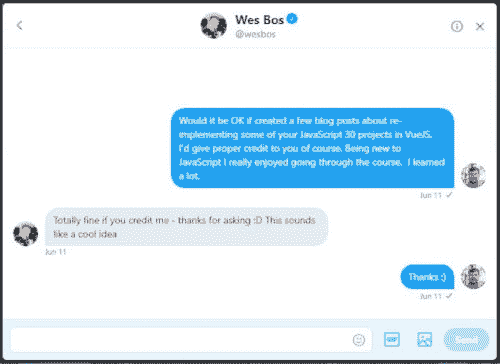 Wes Bos
@wesbos
Would it be OK if created a few blog posts about re-
implementing some of your JavaScript 30 projects in VueJS.
I'd give proper credit to you of course. Being new to
JavaScript I really enjoyed going through the course. I learned
a lot.
Jun 11
Totally fine if you credit me - thanks for asking :D This sounds
like a cool idea
Jun 11
Thanks :)
Jun 11
GIF
Send